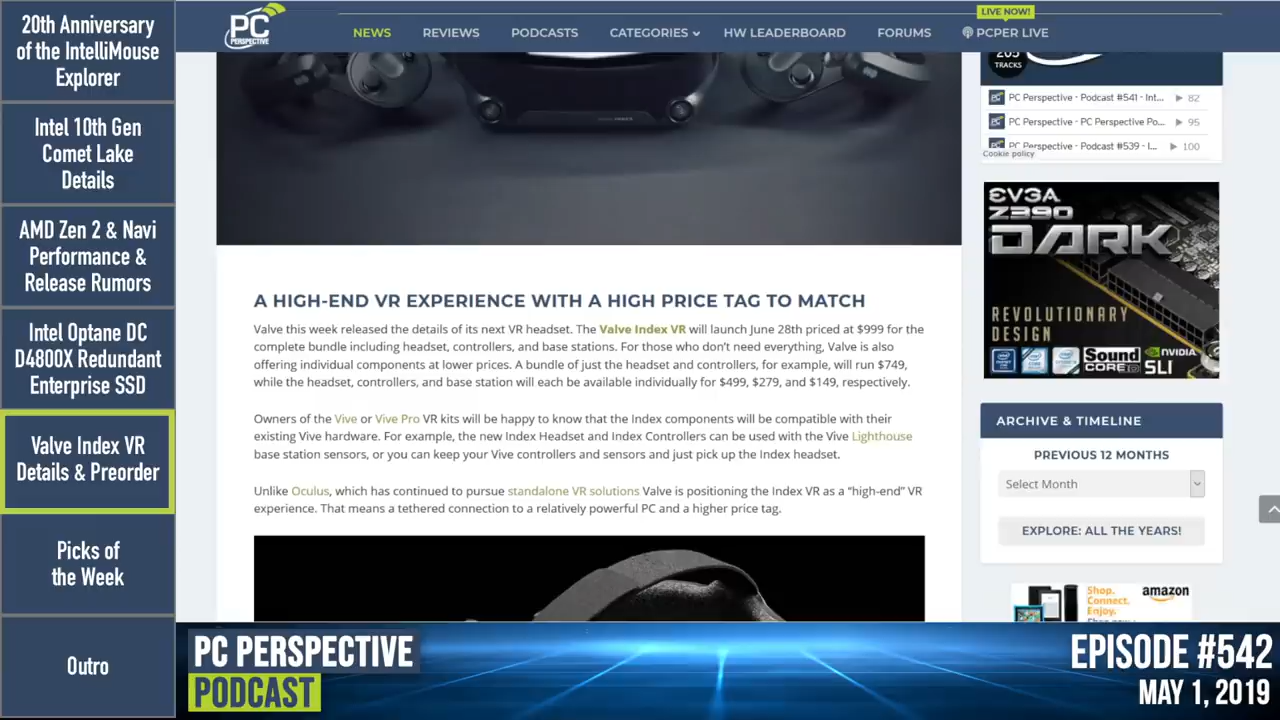 20th Anniversary
of the IntelliMouse
Explorer
Intel 10th Gen
Comet Lake
Details
AMD Zen 2 & Navi
Performance &
Release Rumors
Intel Optane DC
D4800X Redundant
Enterprise SSD
Valve Index VR
Details & Preorder
Picks of
the Week
Outro
PC
PERSPECTIVE
NEWS
REVIEWS
PODCASTS
CATEGORIES
HW LEADERBOARD
FORUMS
LIVE NOW!
PCPER LIVE
A HIGH-END VR EXPERIENCE WITH A HIGH PRICE TAG TO MATCH
Valve this week released the details of its next VR headset. The Valve Index VR will launch June 28th priced at $999 for the
complete bundle including headset, controllers, and base stations. For those who don't need everything, Valve is also
offering individual components at lower prices. A bundle of just the headset and controllers, for example, will run $749,
while the headset, controllers, and base station will each be available individually for $499, $279, and $149, respectively.
Owners of the Vive or Vive Pro VR kits will be happy to know that the Index components will be compatible with their
existing Vive hardware. For example, the new Index Headset and Index Controllers can be used with the Vive Lighthouse
base station sensors, or you can keep your Vive controllers and sensors and just pick up the Index headset.
Unlike Oculus, which has continued to pursue standalone VR solutions Valve is positioning the Index VR as a “high-end” VR
experience. That means a tethered connection to a relatively powerful PC and a higher price tag.
TRACKS
PC Perspective - Podcast #541 - Int... 82
PC Perspective - PC Perspective Po... 95
PC Perspective - Podcast #539 - I... 100
Cookie policy
EVGA
Z390
DARK
REVOLUTIONARY
DESIGN
Sound
CORE3D
NVIDIA
SLI
ARCHIVE & TIMELINE
PREVIOUS 12 MONTHS
Select Month
EXPLORE: ALL THE YEARS!
Shop.
Connect.
Enjoy.
amazon
PC PERSPECTIVE
PODCAST
EPISODE #542
MAY 1, 2019